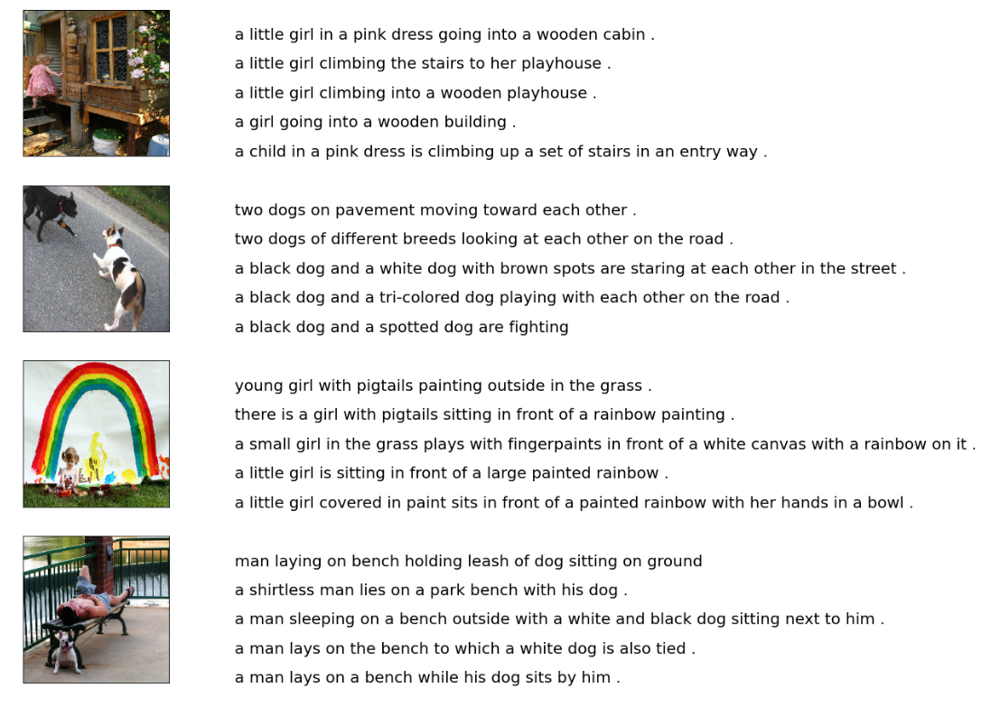 a little girl in a pink dress going into a wooden cabin .
a little girl climbing the stairs to her playhouse .
a little girl climbing into a wooden playhouse .
a girl going into a wooden building .
a child in a pink dress is climbing up a set of stairs in an entry way .
two dogs on pavement moving toward each other .
two dogs of different breeds looking at each other on the road .
a black dog and a white dog with brown spots are staring at each other in the street .
a black dog and a tri-colored dog playing with each other on the road .
a black dog and a spotted dog are fighting
young girl with pigtails painting outside in the grass .
there is a girl with pigtails sitting in front of a rainbow painting .
a small girl in the grass plays with fingerpaints in front of a white canvas with a rainbow on it .
a little girl is sitting in front of a large painted rainbow .
a little girl covered in paint sits in front of a painted rainbow with her hands in a bowl .
man laying on bench holding leash of dog sitting on ground
a shirtless man lies on a park bench with his dog .
a man sleeping on a bench outside with a white and black dog sitting next to him .
a man lays on the bench to which a white dog is also tied .
a man lays on a bench while his dog sits by him .